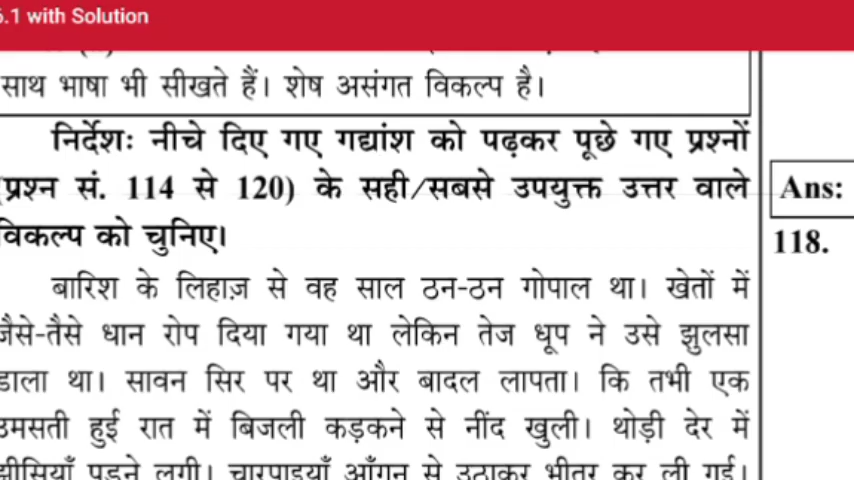 6.1 with Solution
साथ भाषा भी सीखते हैं। शेष असंगत विकल्प है।
निर्देशः नीचे दिए गए गद्यांश को पढ़कर पूछे गए प्रश्नों
(प्रश्न सं. 114 से 120) के सही/सबसे उपयुक्त उत्तर वाले
विकल्प को चुनिए।
बारिश के लिहाज़ से वह साल ठन-ठन गोपाल था। खेतों में
जैसे-तैसे धान रोप दिया गया था लेकिन तेज धूप ने उसे झुलसा
डाला था। सावन सिर पर था और बादल लापता। कि तभी एक
उमसती हुई रात में बिजली कड़कने से नींद खुली। थोड़ी देर में
झीसियाँ पड़ने लगी। चारपाइयाँ आँगन से उठाकर भीतर कर ली गईं।
Ans:
118.